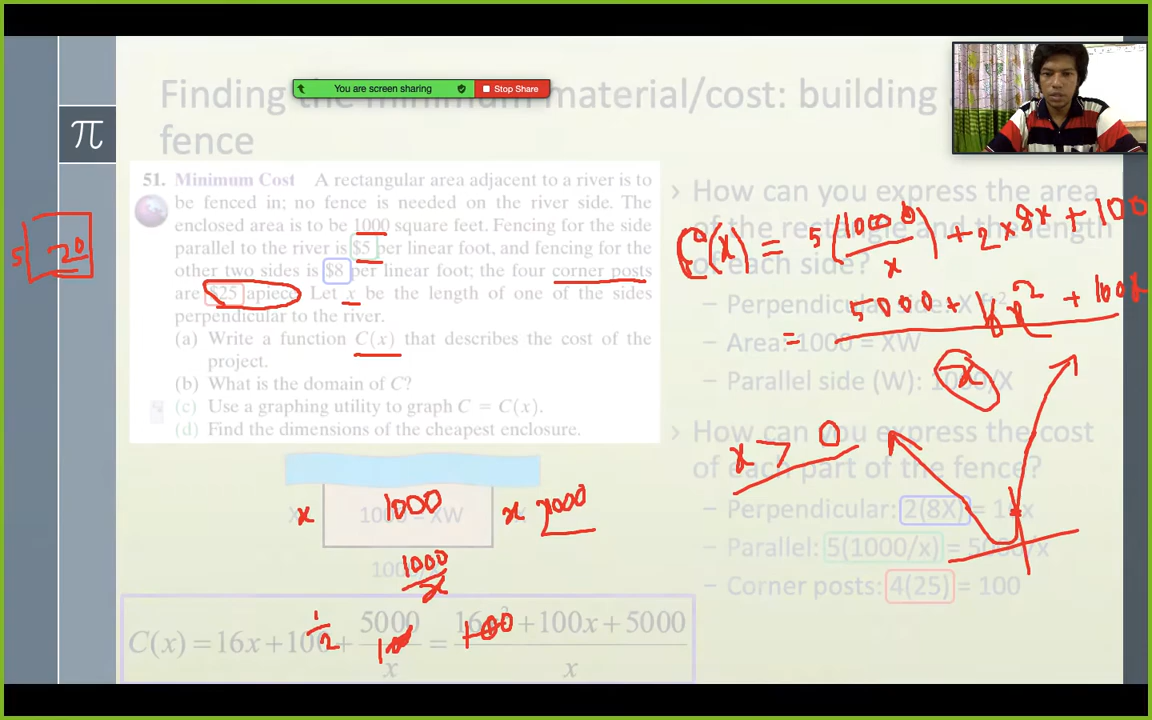 You are screen sharing
Stop Share
Finding the minimum material/cost: building a
fence
π
51. Minimum Cost A rectangular area adjacent to a river is to
be fenced in; no fence is needed on the river side. The
enclosed area is to be 1000 square feet. Fencing for the side
parallel to the river is $5 per linear foot, and fencing for the
other two sides is $8 per linear foot; the four corner posts
are $25 apiece. Let x be the length of one of the sides
perpendicular to the river.
(a) Write a function C(x) that describes the cost of the
project.
(b) What is the domain of C?
(c) Use a graphing utility to graph C = C(x).
(d) Find the dimensions of the cheapest enclosure.
5
20
x
1000
x
1000
1000 = XW
1000
x
C(x) = 16x + 100 + 5000/x = (16x² + 100x + 5000)/x
1/2
100
100
› How can you express the area
of the rectangle and the length
of each side?
– Perpendicular side: X ft
– Area: 1000 = XW
– Parallel side (W): 1000/X
› How can you express the cost
of each part of the fence?
– Perpendicular: 2(8X) = 16x
– Parallel: 5(1000/x) = 5000/x
– Corner posts: 4(25) = 100
C(x) = 5(1000/x) + 2x8x + 100
= (5000 + 16x² + 100x)/x
x > 0